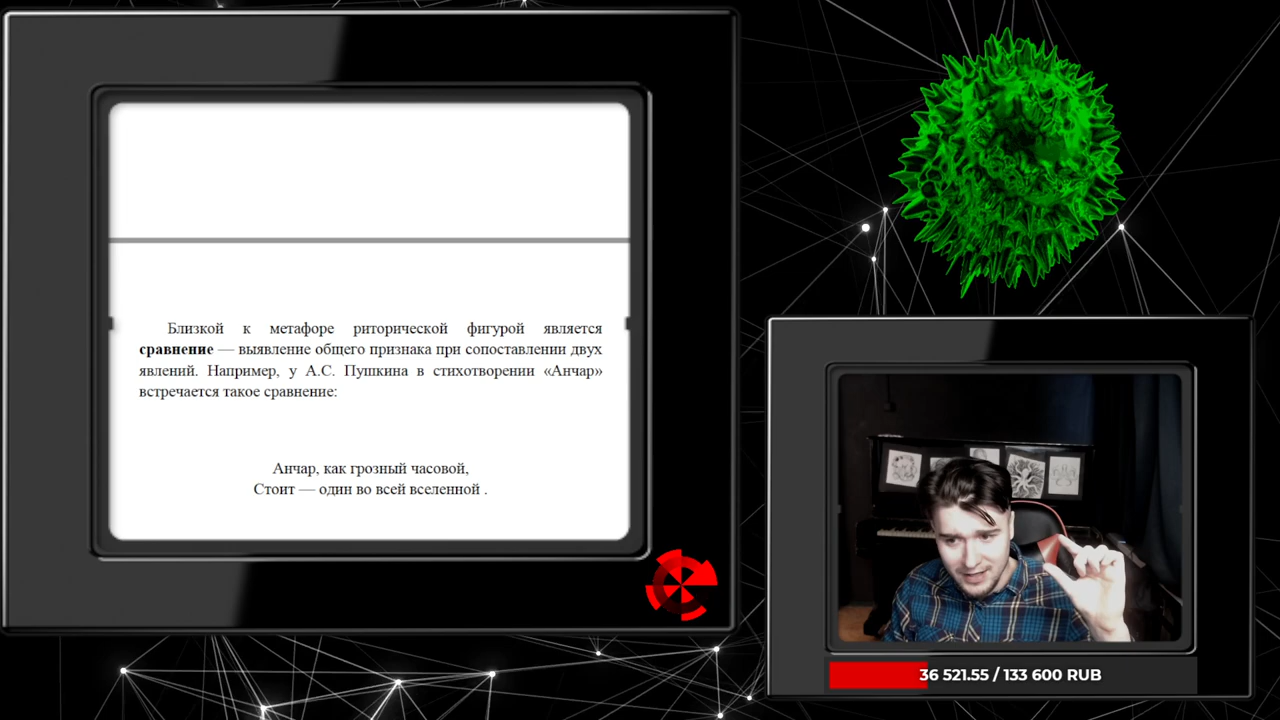 Близкой к метафоре риторической фигурой является
сравнение — выявление общего признака при сопоставлении двух
явлений. Например, у А.С. Пушкина в стихотворении «Анчар»
встречается такое сравнение:
Анчар, как грозный часовой,
Стоит — один во всей вселенной .
36 521.55 / 133 600 RUB